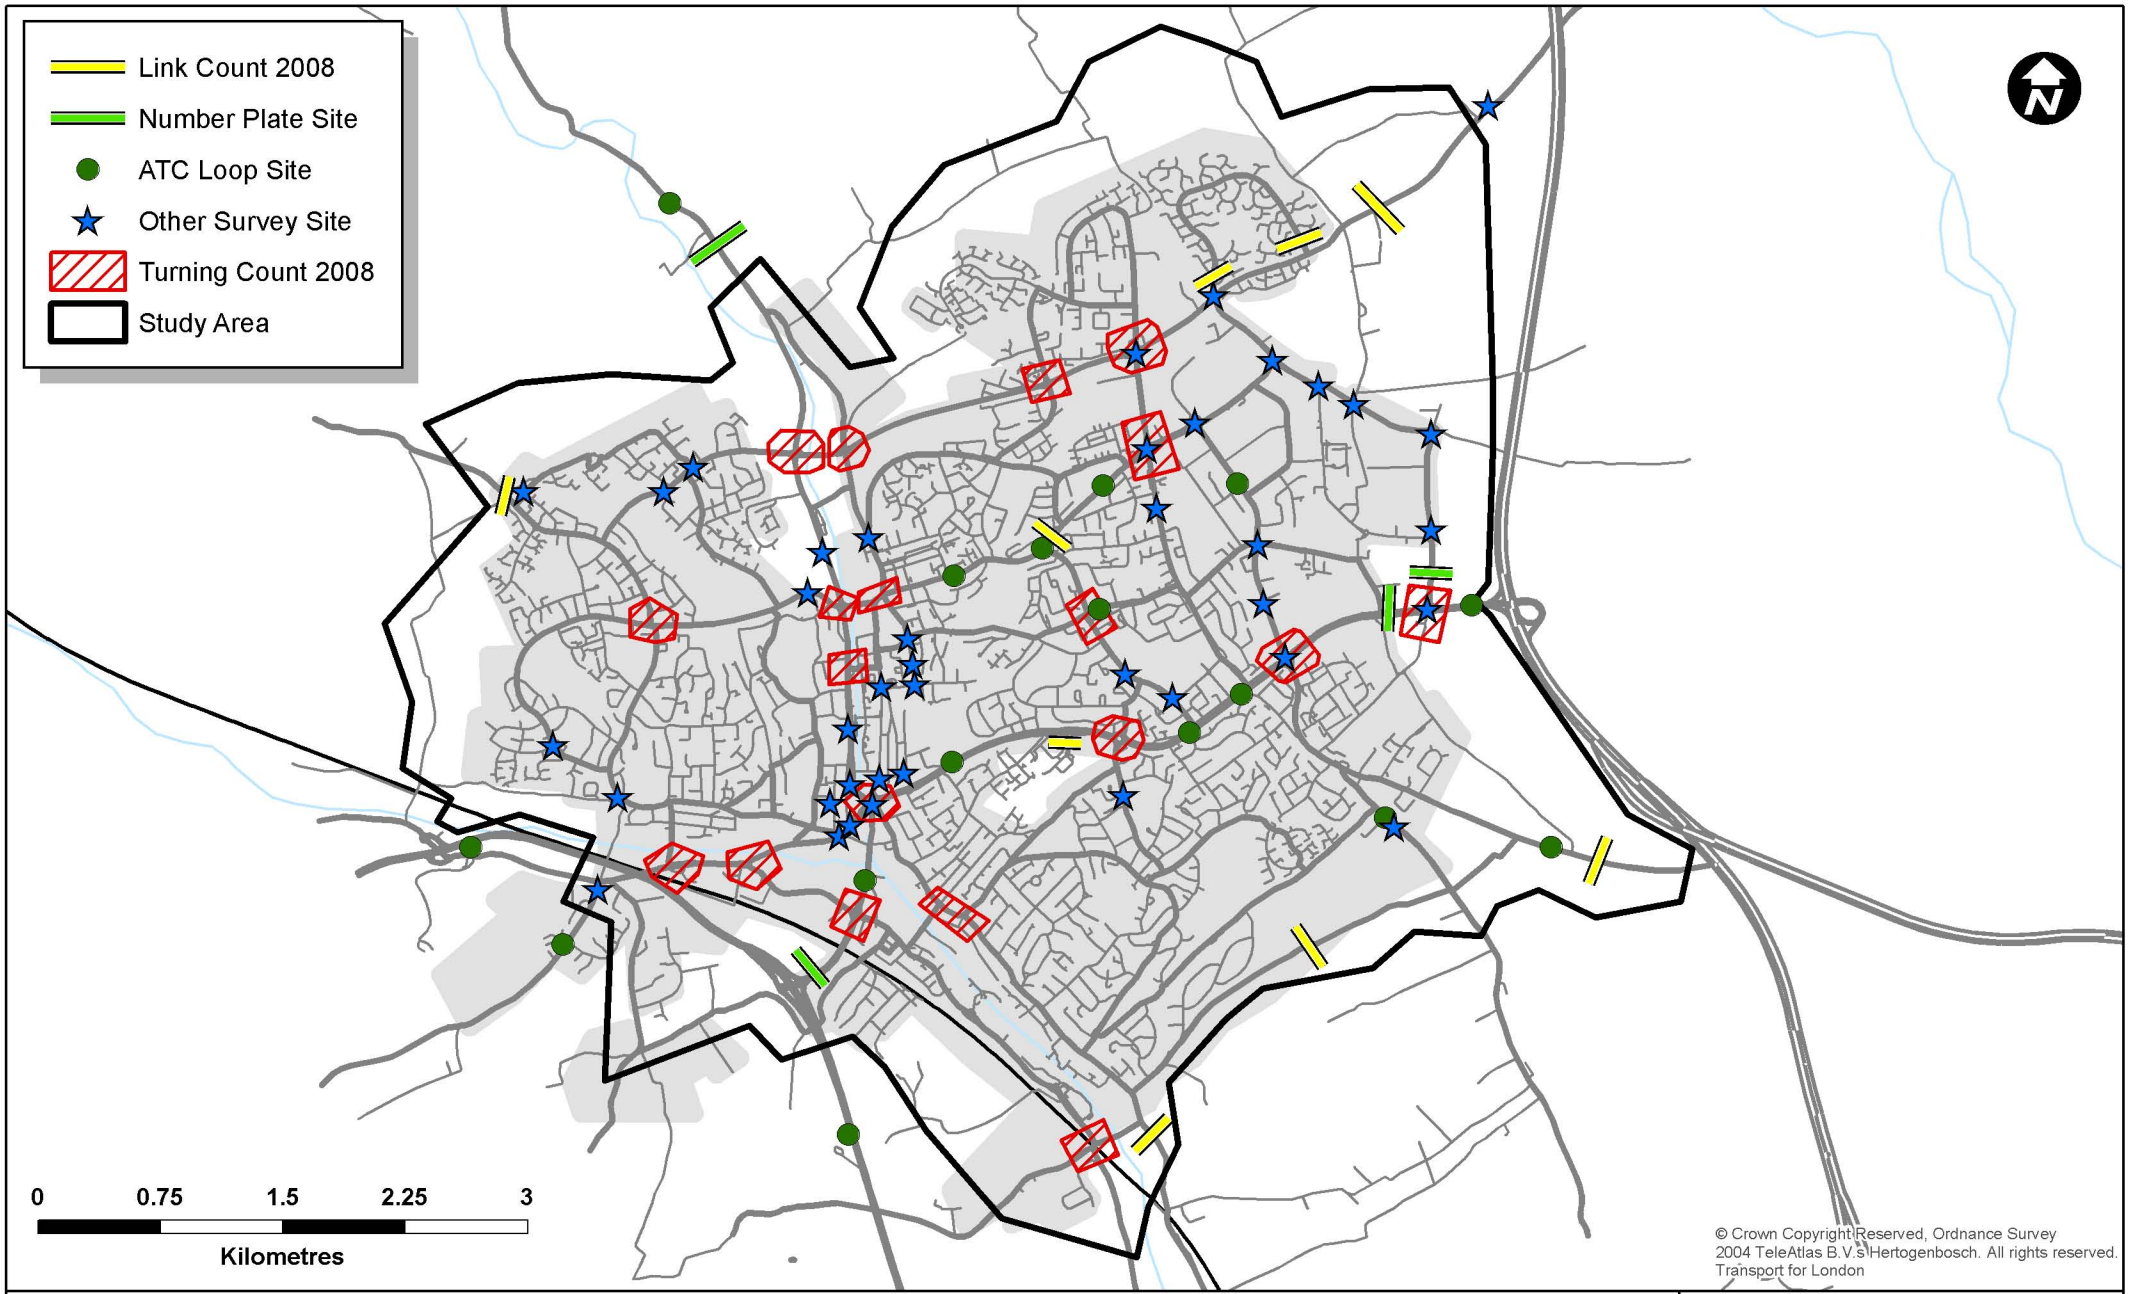 Link Count 2008
Number Plate Site
ATC Loop Site
Other Survey Site
Turning Count 2008
Study Area
N
0 0.75 1.5 2.25 3
Kilometres
© Crown Copyright Reserved, Ordnance Survey
2004 TeleAtlas B.V.s Hertogenbosch. All rights reserved.
Transport for London